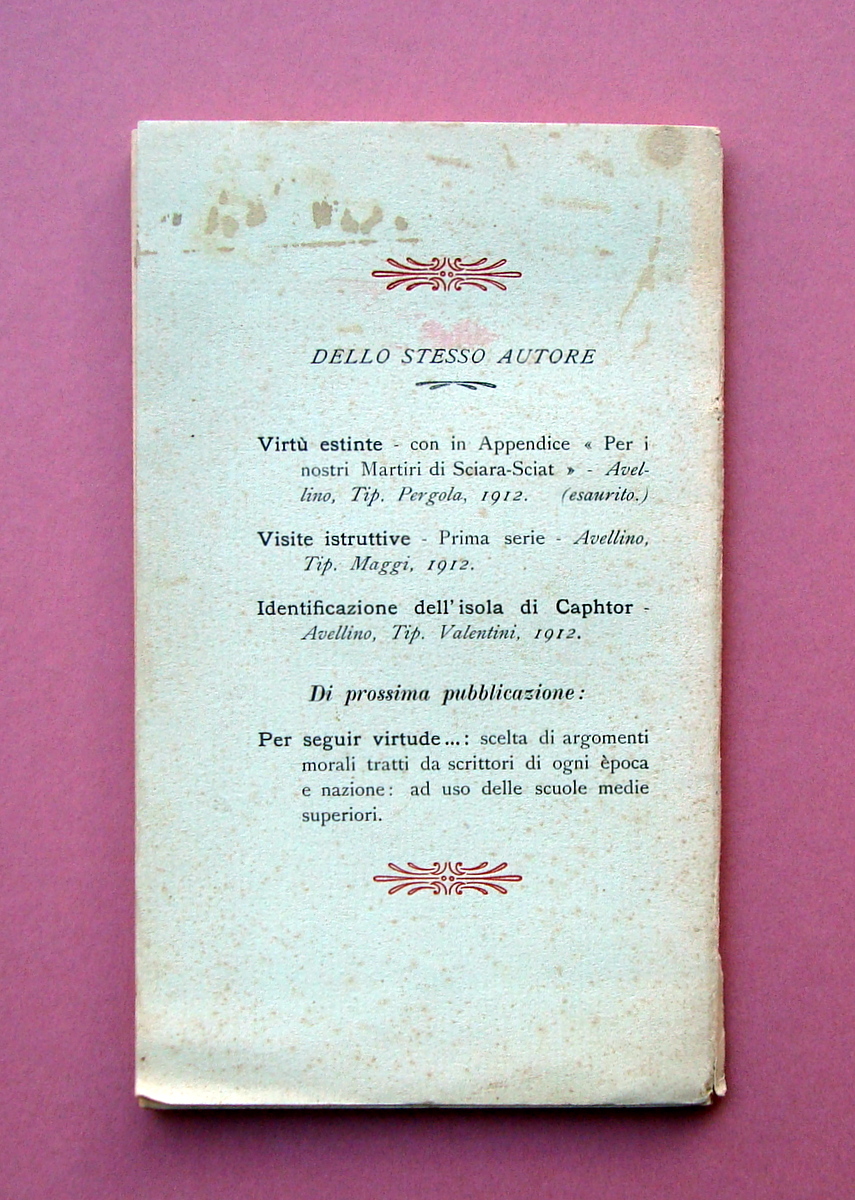 DELLO STESSO AUTORE
Virtù estinte - con in Appendice « Per i
nostri Martiri di Sciara-Sciat » - Avel-
lino, Tip. Pergola, 1912. (esaurito.)
Visite istruttive - Prima serie - Avellino,
Tip. Maggi, 1912.
Identificazione dell'isola di Caphtor -
Avellino, Tip. Valentini, 1912.
Di prossima pubblicazione:
Per seguir virtude...: scelta di argomenti
morali tratti da scrittori di ogni època
e nazione: ad uso delle scuole medie
superiori.